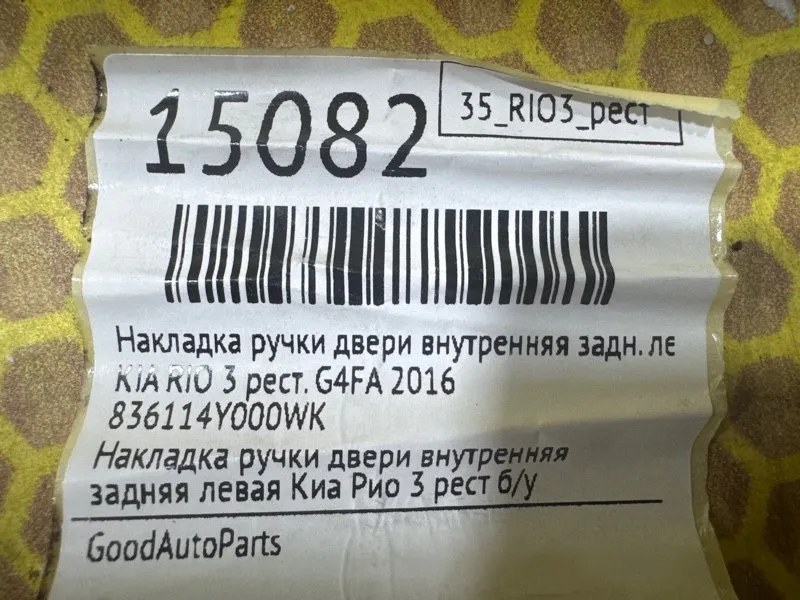 15082
35_RIO3_рест
Накладка ручки двери внутренняя задн. ле
KIA RIO 3 рест. G4FA 2016
836114Y000WK
Накладка ручки двери внутренняя
задняя левая Киа Рио 3 рест б/у
GoodAutoParts